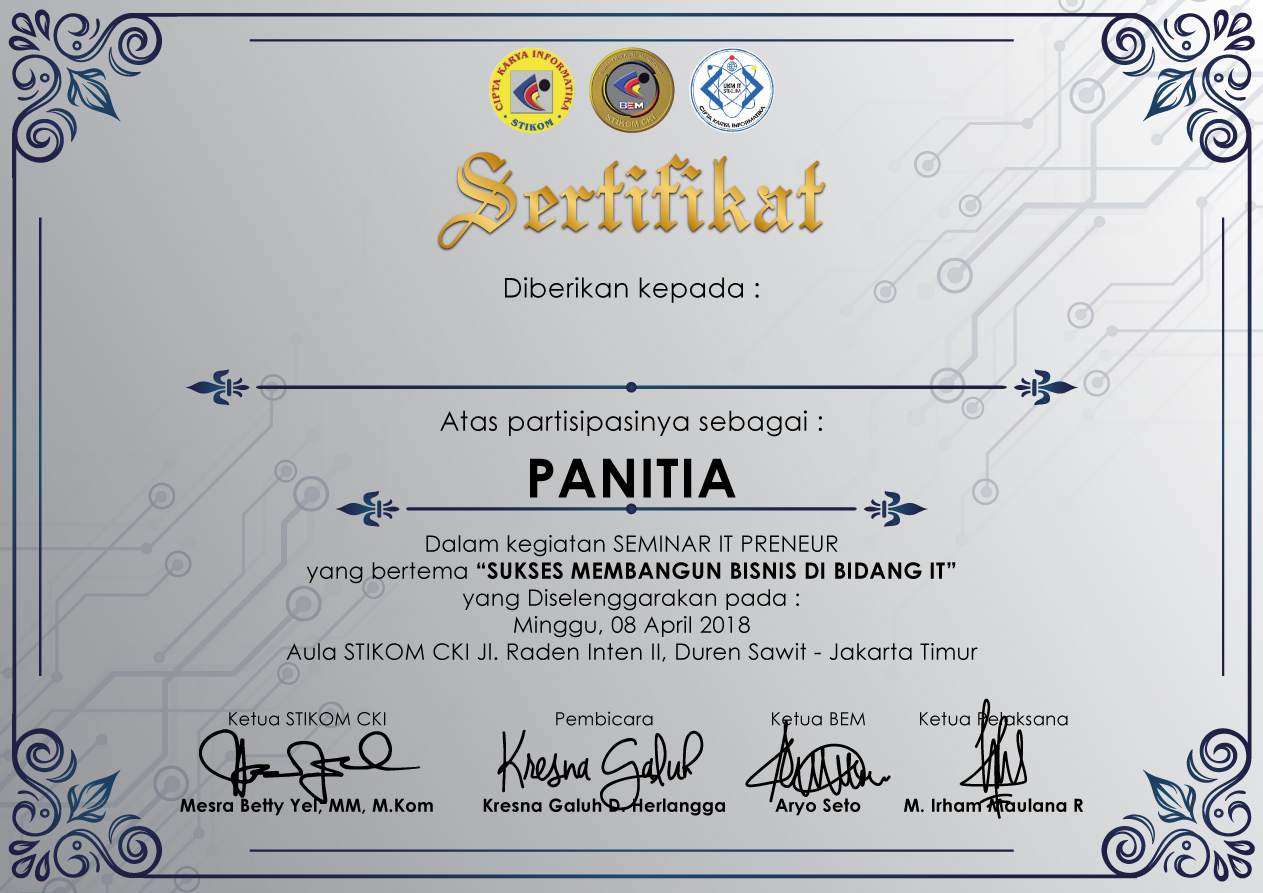 CIPTA KARYA INFORMATIKA
STIKOM
BEM
STIKOM CKI
UKM IT
STIKOM
CIPTA KARYA INFORMATIKA
Sertifikat
Diberikan kepada :
Atas partisipasinya sebagai :
PANITIA
Dalam kegiatan SEMINAR IT PRENEUR
yang bertema “SUKSES MEMBANGUN BISNIS DI BIDANG IT”
yang Diselenggarakan pada :
Minggu, 08 April 2018
Aula STIKOM CKI Jl. Raden Inten II, Duren Sawit - Jakarta Timur
Ketua STIKOM CKI Pembicara Ketua BEM Ketua Pelaksana
Kresna Galuh
Mesra Betty Yel, MM, M.Kom Kresna Galuh D. Herlangga Aryo Seto M. Irham Maulana R